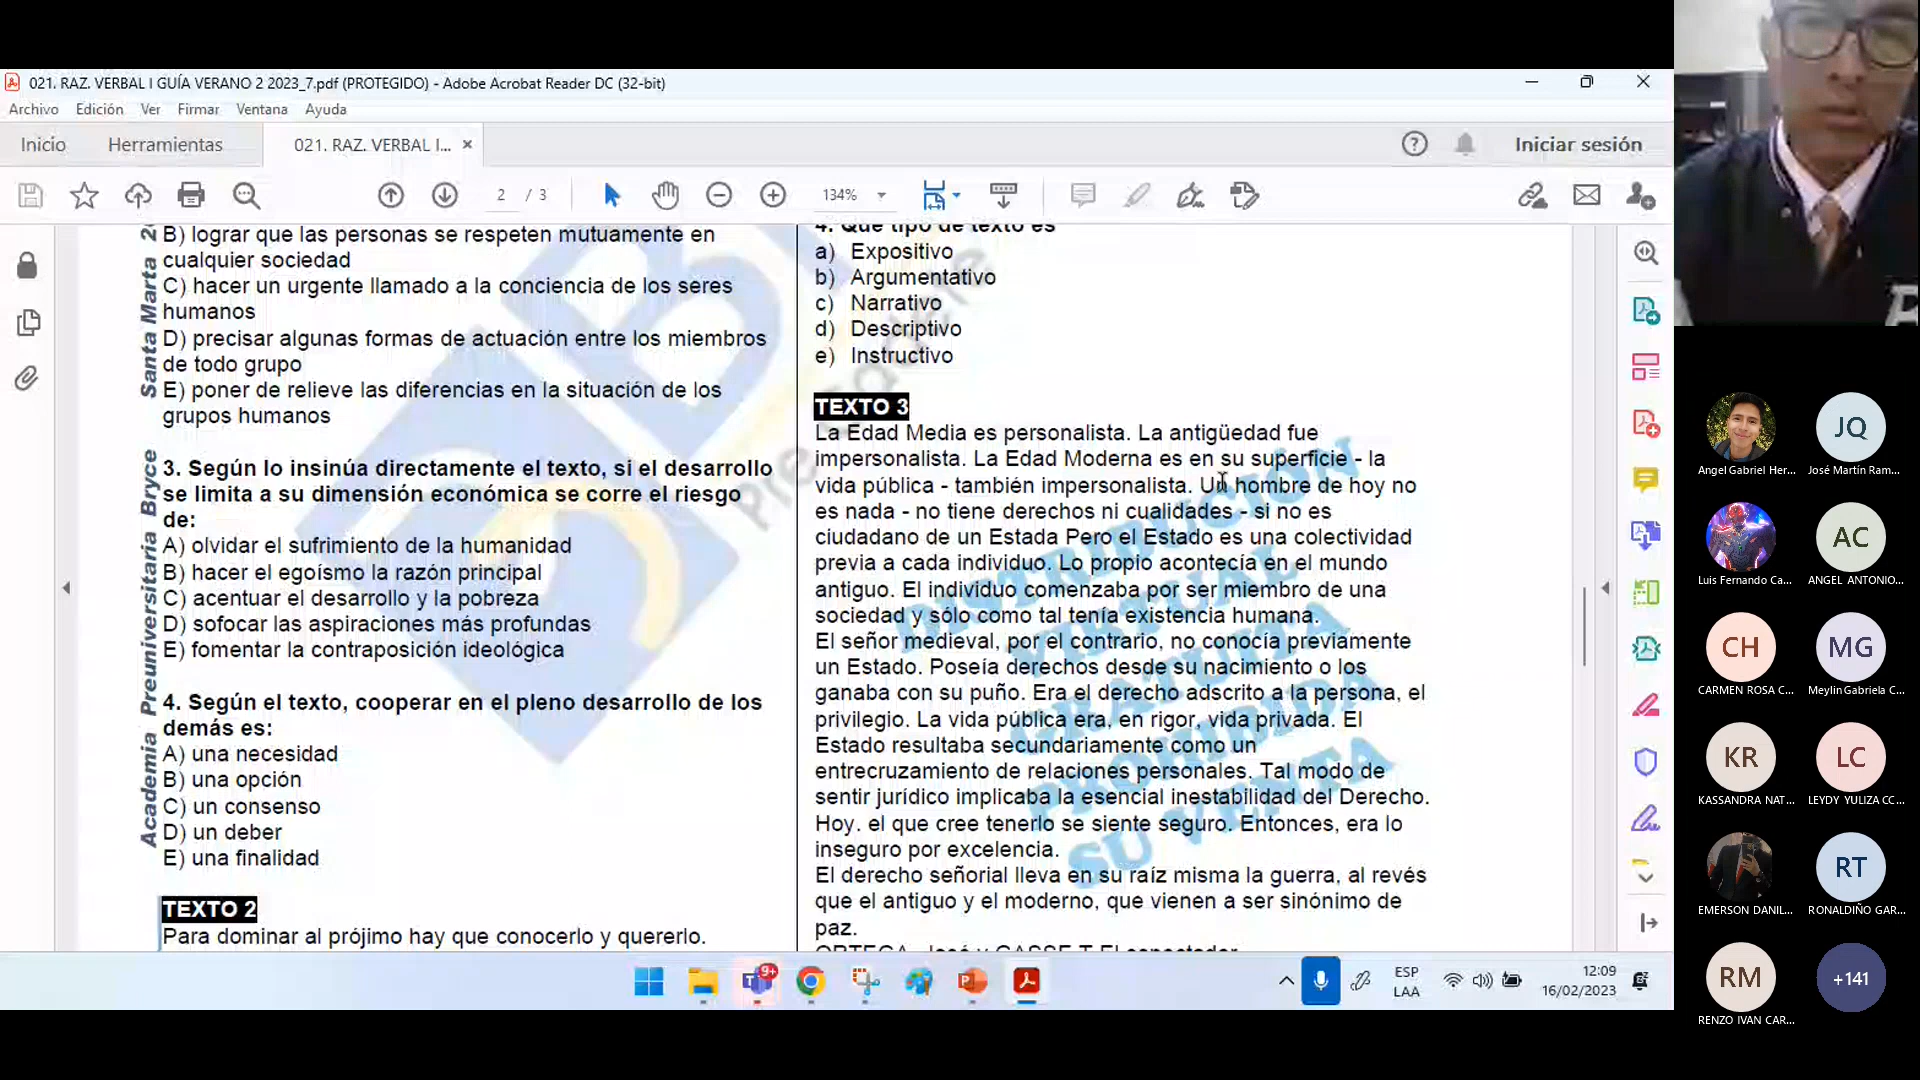 021. RAZ. VERBAL I GUÍA VERANO 2 2023_7.pdf (PROTEGIDO) - Adobe Acrobat Reader DC (32-bit)
Archivo Edición Ver Firmar Ventana Ayuda
Inicio Herramientas 021. RAZ. VERBAL I... Iniciar sesión
2 / 3 134%
Academia Preuniversitaria Bryce Santa Marta
B) lograr que las personas se respeten mutuamente en
cualquier sociedad
C) hacer un urgente llamado a la conciencia de los seres
humanos
D) precisar algunas formas de actuación entre los miembros
de todo grupo
E) poner de relieve las diferencias en la situación de los
grupos humanos
3. Según lo insinúa directamente el texto, si el desarrollo
se limita a su dimensión económica se corre el riesgo
de:
A) olvidar el sufrimiento de la humanidad
B) hacer el egoísmo la razón principal
C) acentuar el desarrollo y la pobreza
D) sofocar las aspiraciones más profundas
E) fomentar la contraposición ideológica
4. Según el texto, cooperar en el pleno desarrollo de los
demás es:
A) una necesidad
B) una opción
C) un consenso
D) un deber
E) una finalidad
TEXTO 2
Para dominar al prójimo hay que conocerlo y quererlo.
4. Que tipo de texto es
a) Expositivo
b) Argumentativo
c) Narrativo
d) Descriptivo
e) Instructivo
TEXTO 3
La Edad Media es personalista. La antigüedad fue
impersonalista. La Edad Moderna es en su superficie - la
vida pública - también impersonalista. Un hombre de hoy no
es nada - no tiene derechos ni cualidades - si no es
ciudadano de un Estada Pero el Estado es una colectividad
previa a cada individuo. Lo propio acontecía en el mundo
antiguo. El individuo comenzaba por ser miembro de una
sociedad y sólo como tal tenía existencia humana.
El señor medieval, por el contrario, no conocía previamente
un Estado. Poseía derechos desde su nacimiento o los
ganaba con su puño. Era el derecho adscrito a la persona, el
privilegio. La vida pública era, en rigor, vida privada. El
Estado resultaba secundariamente como un
entrecruzamiento de relaciones personales. Tal modo de
sentir jurídico implicaba la esencial inestabilidad del Derecho.
Hoy. el que cree tenerlo se siente seguro. Entonces, era lo
inseguro por excelencia.
El derecho señorial lleva en su raíz misma la guerra, al revés
que el antiguo y el moderno, que vienen a ser sinónimo de
paz.
ORTEGA, José y GASSE T El espectador
DISTRIBUCIÓN
VIRTUAL
GRATUITA
PROHIBIDA
SU VENTA
9+
ESP
LAA
12:09
16/02/2023
Angel Gabriel Her...
JQ
José Martín Ram...
Luis Fernando Ca...
AC
ANGEL ANTONIO...
CH
CARMEN ROSA C...
MG
Meylin Gabriela C...
KR
KASSANDRA NAT...
LC
LEYDY YULIZA CC...
EMERSON DANIL...
RT
RONALDIÑO GAR...
RM
RENZO IVAN CAR...
+141